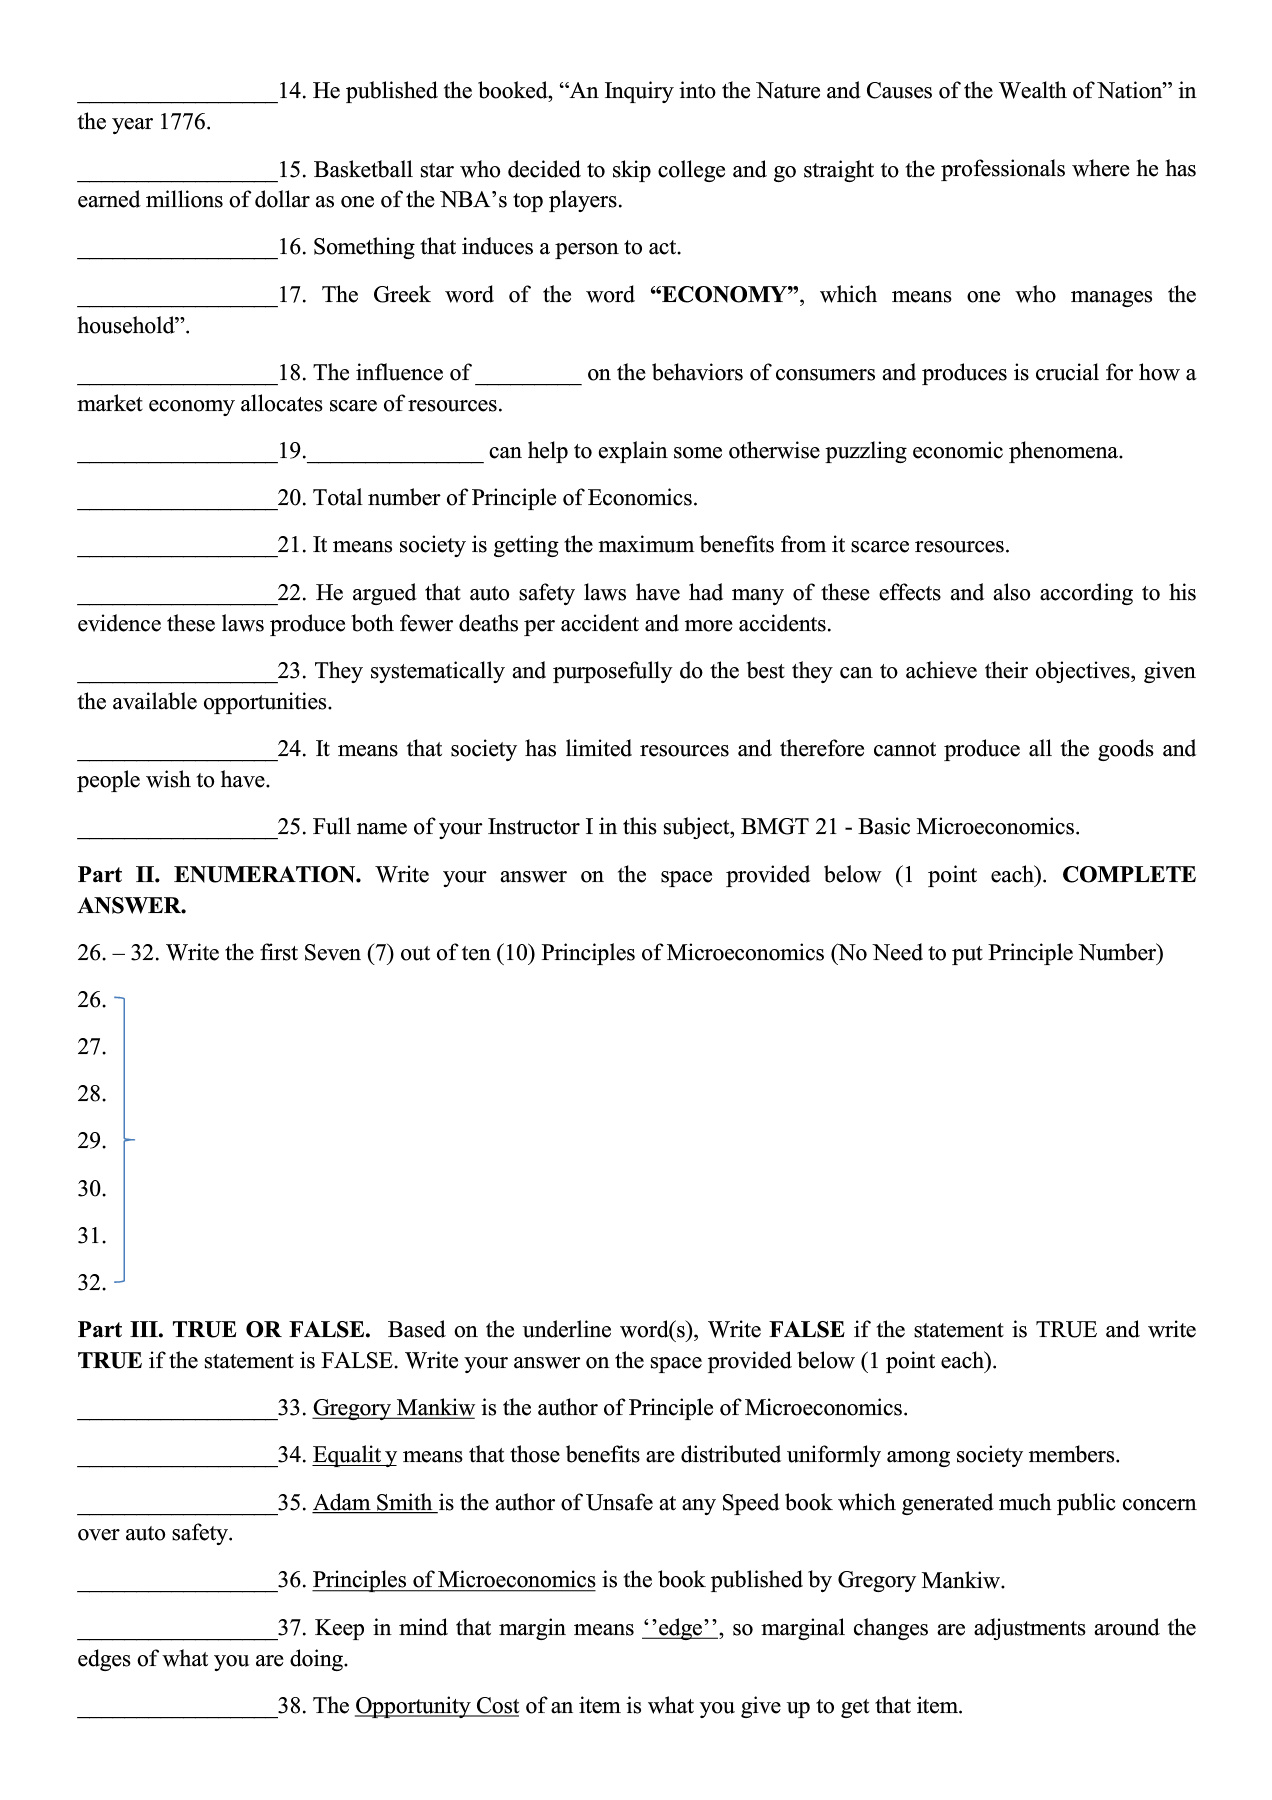 _________________14. He published the booked, “An Inquiry into the Nature and Causes of the Wealth of Nation” in
the year 1776.
_________________15. Basketball star who decided to skip college and go straight to the professionals where he has
earned millions of dollar as one of the NBA’s top players.
_________________16. Something that induces a person to act.
_________________17. The Greek word of the word “ECONOMY”, which means one who manages the
household”.
_________________18. The influence of _________ on the behaviors of consumers and produces is crucial for how a
market economy allocates scare of resources.
_________________19._______________ can help to explain some otherwise puzzling economic phenomena.
_________________20. Total number of Principle of Economics.
_________________21. It means society is getting the maximum benefits from it scarce resources.
_________________22. He argued that auto safety laws have had many of these effects and also according to his
evidence these laws produce both fewer deaths per accident and more accidents.
_________________23. They systematically and purposefully do the best they can to achieve their objectives, given
the available opportunities.
_________________24. It means that society has limited resources and therefore cannot produce all the goods and
people wish to have.
_________________25. Full name of your Instructor I in this subject, BMGT 21 - Basic Microeconomics.
Part II. ENUMERATION. Write your answer on the space provided below (1 point each). COMPLETE
ANSWER.
26. – 32. Write the first Seven (7) out of ten (10) Principles of Microeconomics (No Need to put Principle Number)
26.
27.
28.
29.
30.
31.
32.
Part III. TRUE OR FALSE. Based on the underline word(s), Write FALSE if the statement is TRUE and write
TRUE if the statement is FALSE. Write your answer on the space provided below (1 point each).
_________________33. Gregory Mankiw is the author of Principle of Microeconomics.
_________________34. Equalit y means that those benefits are distributed uniformly among society members.
_________________35. Adam Smith is the author of Unsafe at any Speed book which generated much public concern
over auto safety.
_________________36. Principles of Microeconomics is the book published by Gregory Mankiw.
_________________37. Keep in mind that margin means ‘’edge’’, so marginal changes are adjustments around the
edges of what you are doing.
_________________38. The Opportunity Cost of an item is what you give up to get that item.